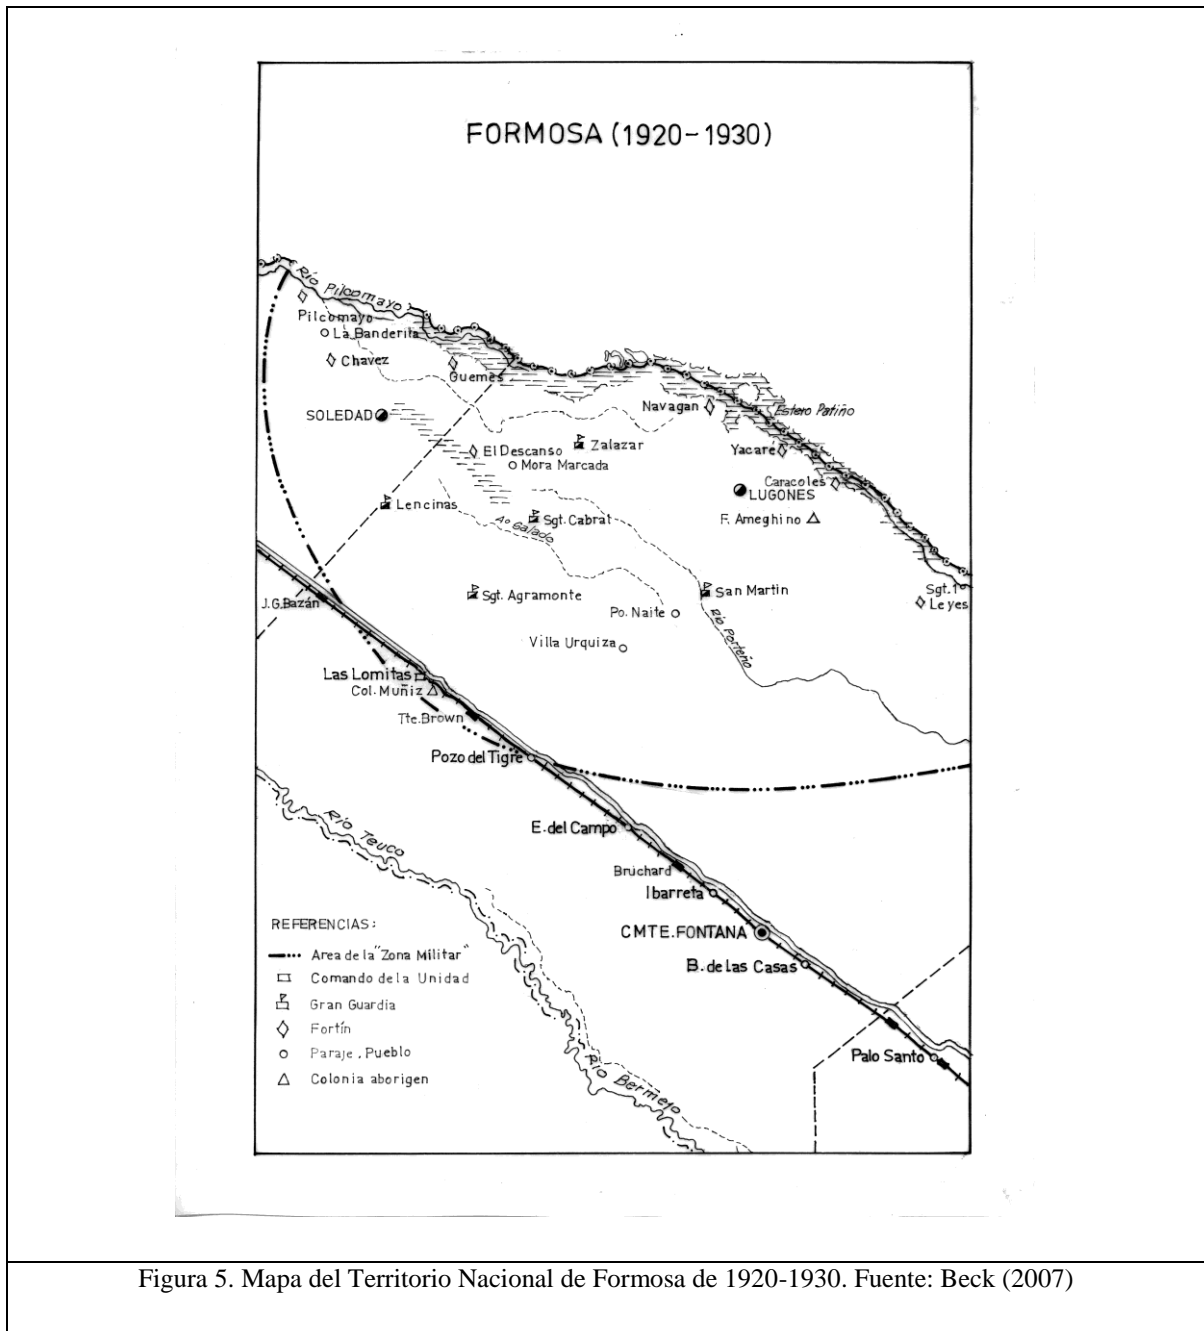 FORMOSA (1920-1930)
Río Pilcomayo
Pilcomayo
La Banderita
Chavez
Guemes
SOLEDAD
Navagan
Estero Patiño
El Descanso
Zalazar
Mora Marcada
Yacaré
Caracoles
LUGONES
Lencinas
Sgt. Cabral
F. Ameghino
Aº Salado
Sgt. Agramonte
San Martin
Sgt. 1º
Leyes
J.G.Bazán
Po. Naite
Río Porteño
Villa Urquiza
Las Lomitas
Col. Muñiz
Tte. Brown
Pozo del Tigre
Río Teuco
E. del Campo
Bruchard
Ibarreta
CMTE. FONTANA
B. de las Casas
Palo Santo
Río Bermejo
REFERENCIAS:
Area de la "Zona Militar"
Comando de la Unidad
Gran Guardia
Fortín
Paraje, Pueblo
Colonia aborigen
Figura 5. Mapa del Territorio Nacional de Formosa de 1920-1930. Fuente: Beck (2007)